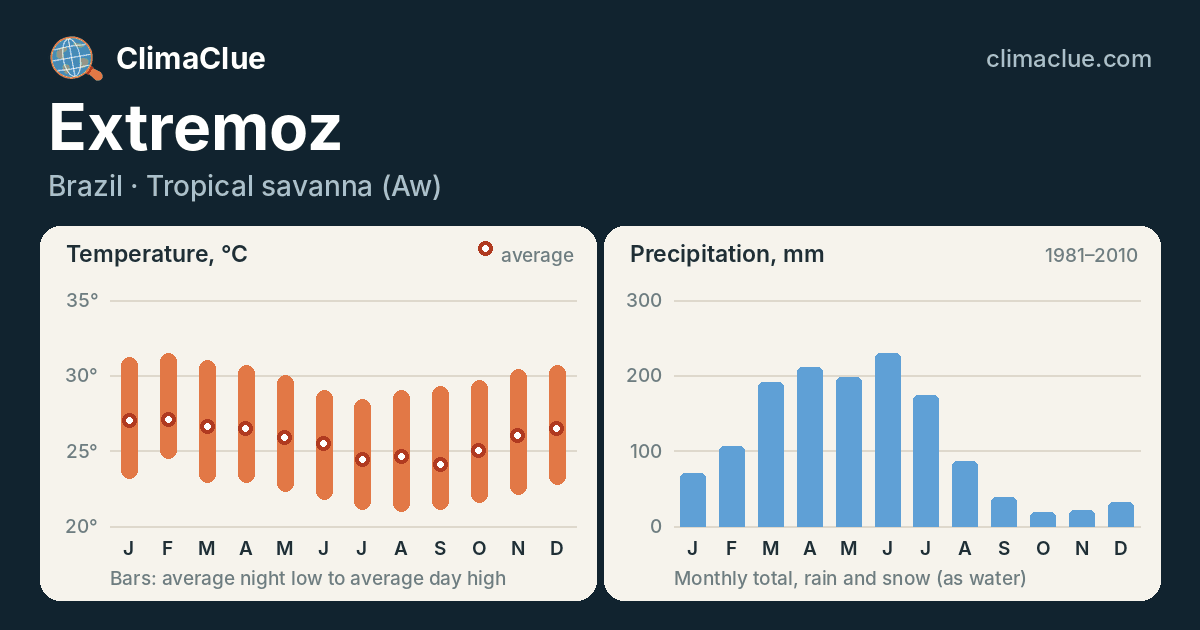 ClimaClue
climaclue.com
Extremoz
Brazil · Tropical savanna (Aw)
Temperature, °C
average
35°
30°
25°
20°
J F M A M J J A S O N D
Bars: average night low to average day high
Precipitation, mm
1981–2010
300
200
100
0
J F M A M J J A S O N D
Monthly total, rain and snow (as water)